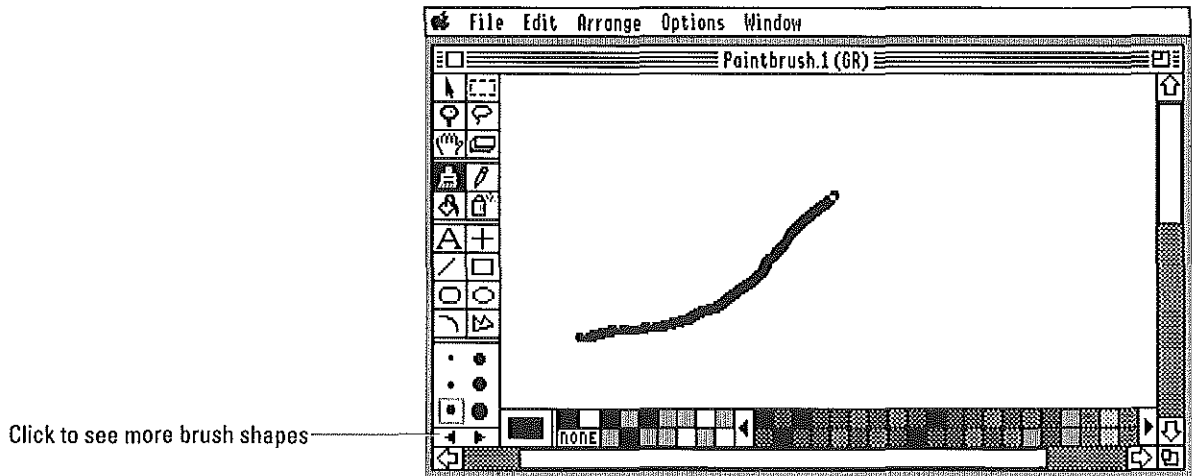 File Edit Arrange Options Window
Paintbrush.1 (GR)
A
Click to see more brush shapes
none